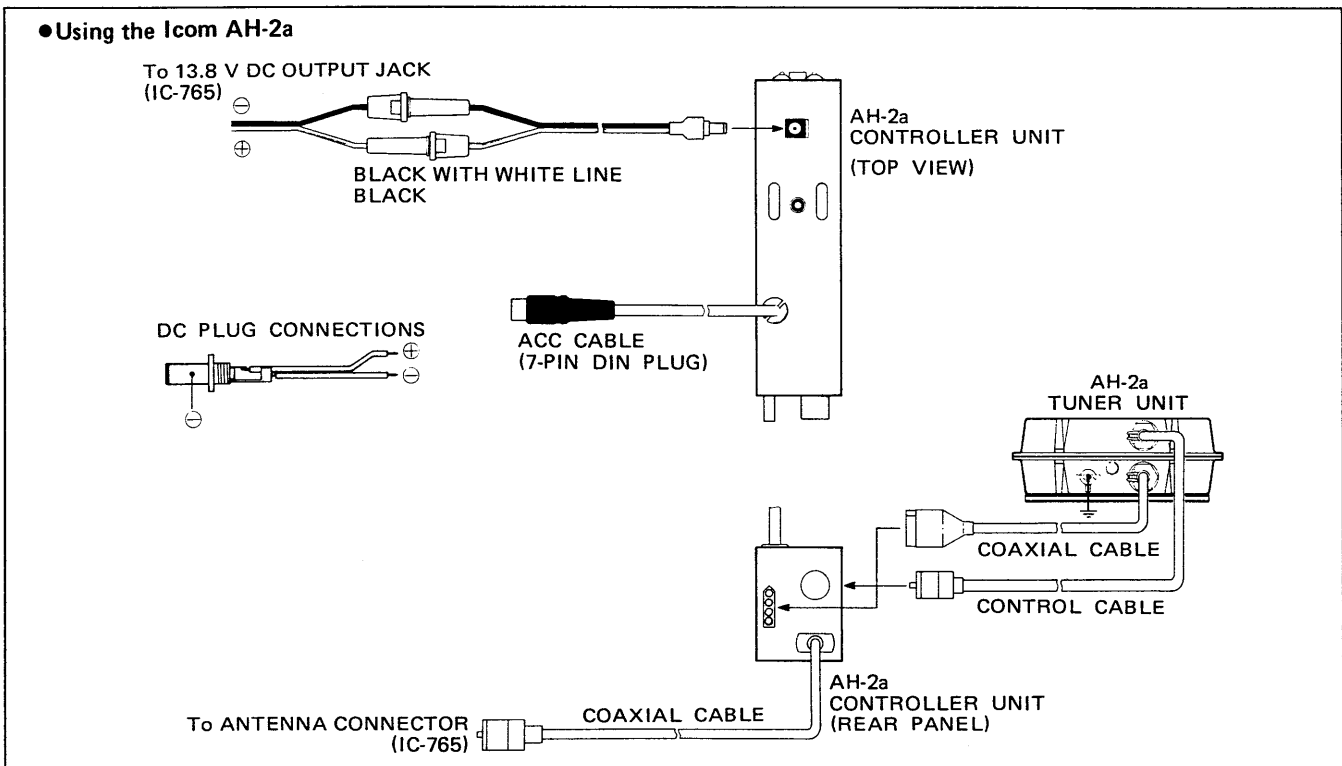 ●Using the Icom AH-2a
To 13.8 V DC OUTPUT JACK
(IC-765)
⊖
⊕
BLACK WITH WHITE LINE
BLACK
AH-2a
CONTROLLER UNIT
(TOP VIEW)
ACC CABLE
(7-PIN DIN PLUG)
DC PLUG CONNECTIONS
⊕
⊖
⊖
AH-2a
TUNER UNIT
COAXIAL CABLE
CONTROL CABLE
AH-2a
CONTROLLER UNIT
(REAR PANEL)
To ANTENNA CONNECTOR
(IC-765)
COAXIAL CABLE